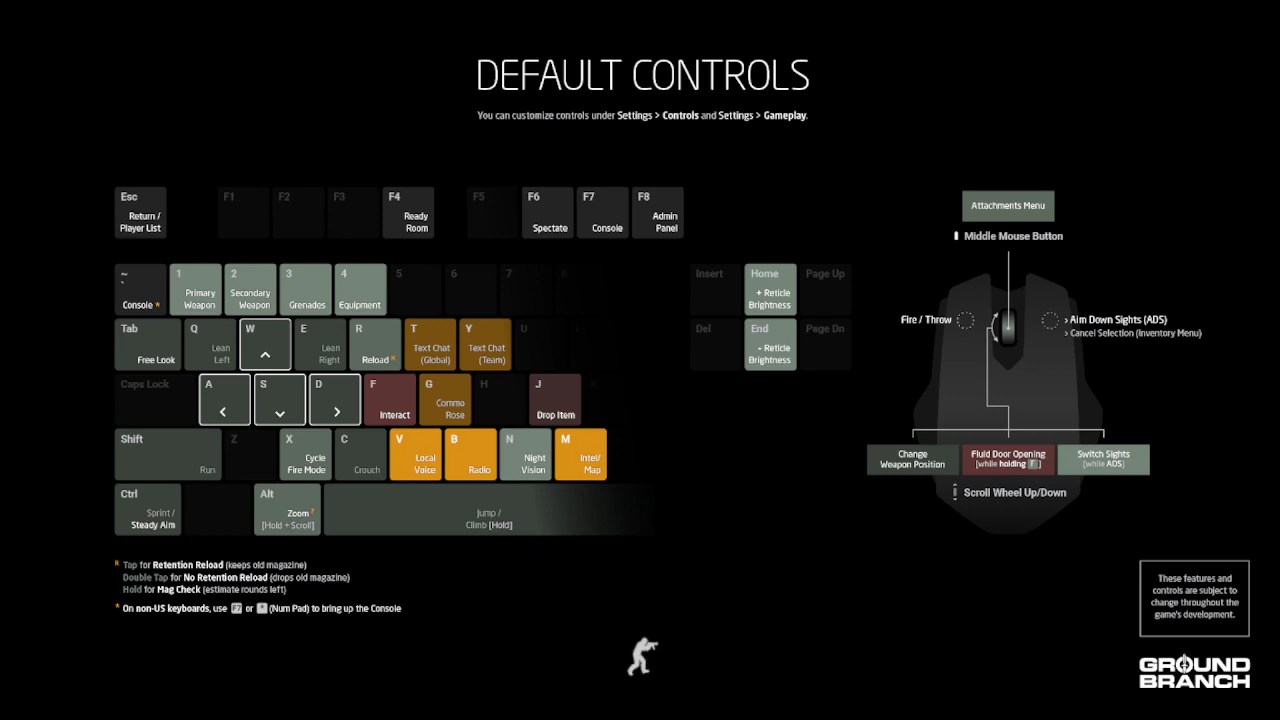 DEFAULT CONTROLS
You can customize controls under Settings > Controls and Settings > Gameplay.
Esc
Return /
Player List
F1
F2
F3
F4
Ready
Room
F5
F6
Spectate
F7
Console
F8
Admin
Panel
Attachments Menu
Middle Mouse Button
~
`
Console *
1
Primary
Weapon
2
Secondary
Weapon
3
Grenades
4
Equipment
5
6
7
8
Insert
Home
+ Reticle
Brightness
Page Up
Tab
Free Look
Q
Lean
Left
W
E
Lean
Right
R
Reload R
T
Text Chat
(Global)
Y
Text Chat
(Team)
U
I
Del
End
- Reticle
Brightness
Page Dn
Fire / Throw
> Aim Down Sights (ADS)
> Cancel Selection (Inventory Menu)
Caps Lock
A
S
D
F
Interact
G
Commo
Rose
H
J
Drop Item
K
Shift
Run
Z
X
Cycle
Fire Mode
C
Crouch
V
Local
Voice
B
Radio
N
Night
Vision
M
Intel/
Map
Change
Weapon Position
Fluid Door Opening
[while holding F]
Switch Sights
[while ADS]
Scroll Wheel Up/Down
Ctrl
Sprint /
Steady Aim
Alt
Zoom
[Hold + Scroll]
Jump /
Climb [Hold]
R Tap for Retention Reload (keeps old magazine)
Double Tap for No Retention Reload (drops old magazine)
Hold for Mag Check (estimate rounds left)
* On non-US keyboards, use F7 or * (Num Pad) to bring up the Console
These features and
controls are subject to
change throughout the
game's development.
GROUND
BRANCH